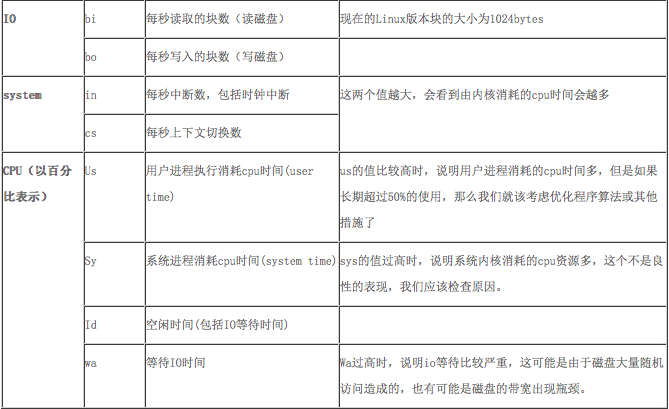 IO bi 每秒读取的块数（读磁盘） 现在的Linux版本块的大小为1024bytes
bo 每秒写入的块数（写磁盘）
system in 每秒中断数，包括时钟中断 这两个值越大，会看到由内核消耗的cpu时间会越多
cs 每秒上下文切换数
CPU（以百分 Us 用户进程执行消耗cpu时间(user us的值比较高时，说明用户进程消耗的cpu时间多，但是如果
比表示） time) 长期超过50%的使用，那么我们就该考虑优化程序算法或其他
措施了
Sy 系统进程消耗cpu时间(system time) sys的值过高时，说明系统内核消耗的cpu资源多，这个不是良
性的表现，我们应该检查原因。
Id 空闲时间(包括IO等待时间)
wa 等待IO时间 Wa过高时，说明io等待比较严重，这可能是由于磁盘大量随机
访问造成的，也有可能是磁盘的带宽出现瓶颈。